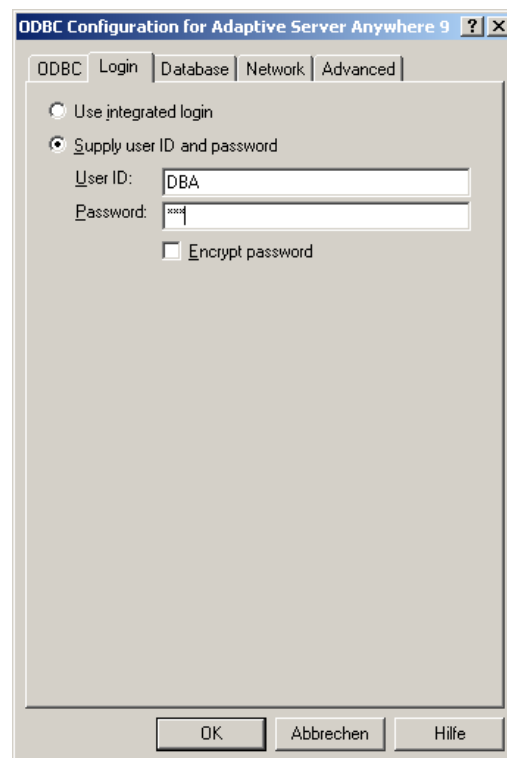 ODBC Configuration for Adaptive Server Anywhere 9
ODBC Login Database Network Advanced
Use integrated login
Supply user ID and password
User ID: DBA
Password: ***
Encrypt password
OK Abbrechen Hilfe